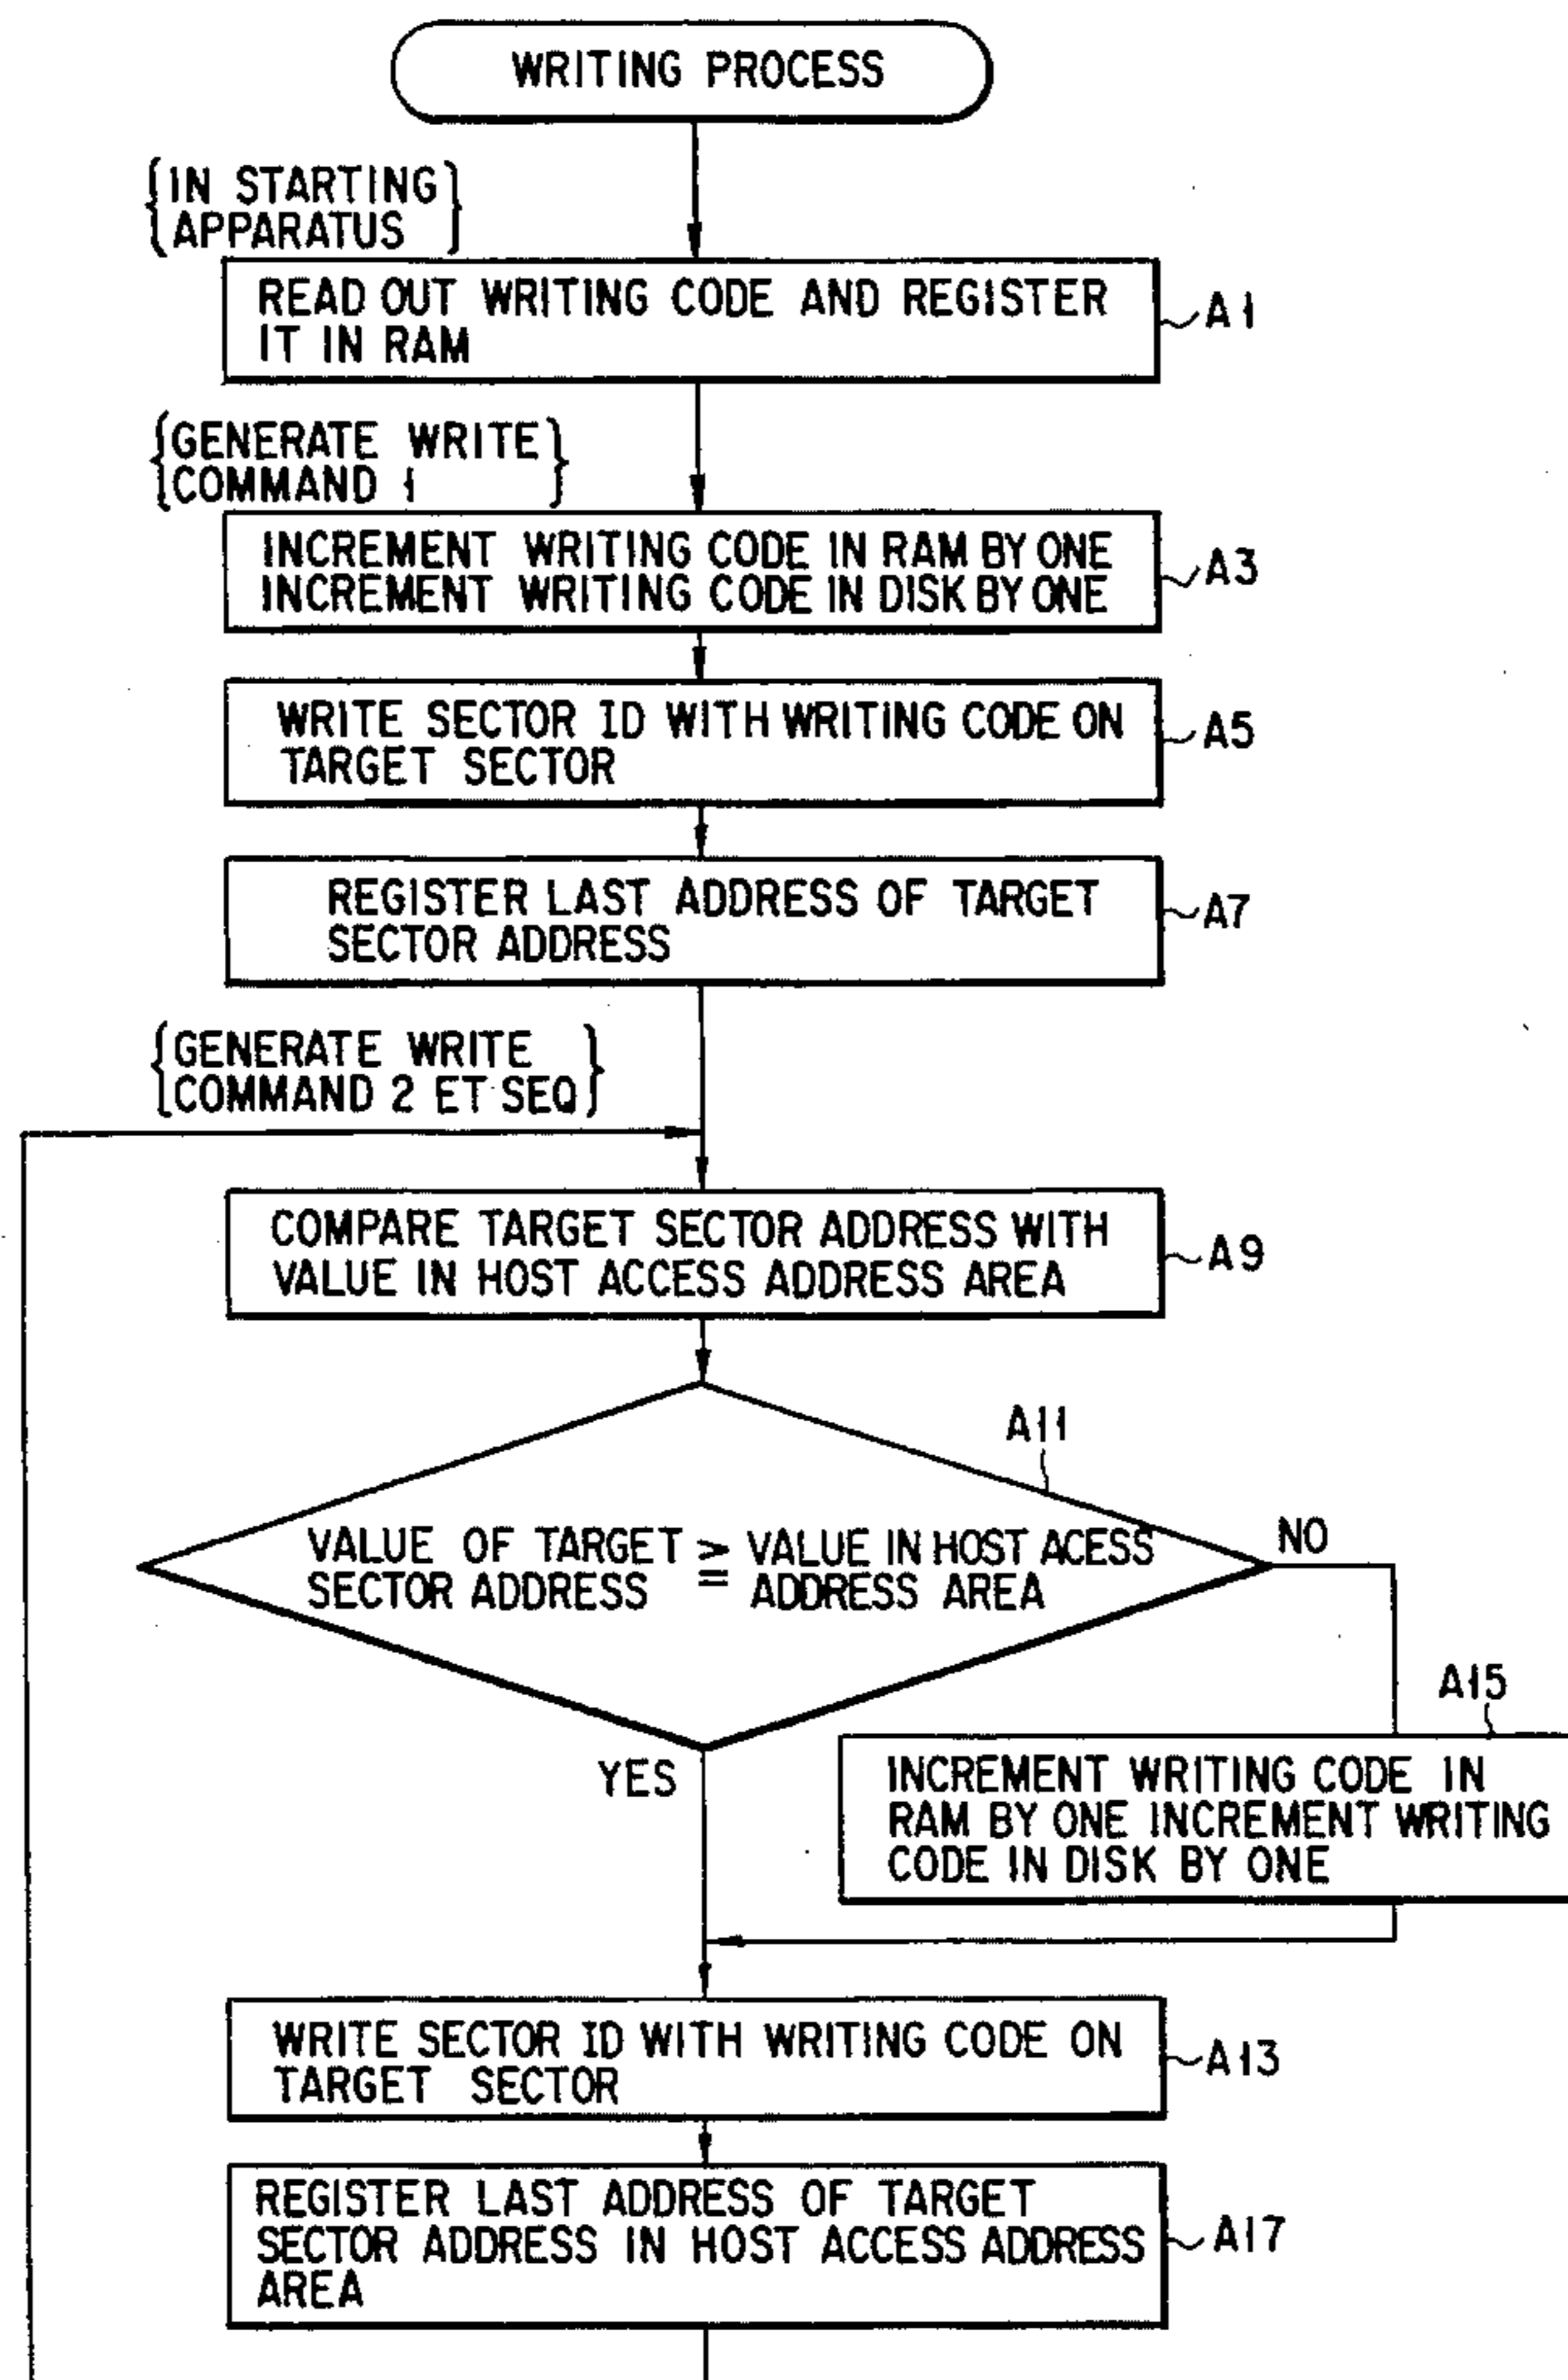 WRITING PROCESS
{IN STARTING
APPARATUS}
READ OUT WRITING CODE AND REGISTER
IT IN RAM
A1
{GENERATE WRITE
COMMAND 1}
INCREMENT WRITING CODE IN RAM BY ONE
INCREMENT WRITING CODE IN DISK BY ONE
A3
WRITE SECTOR ID WITH WRITING CODE ON
TARGET SECTOR
A5
REGISTER LAST ADDRESS OF TARGET
SECTOR ADDRESS
A7
{GENERATE WRITE
COMMAND 2 ET SEQ}
COMPARE TARGET SECTOR ADDRESS WITH
VALUE IN HOST ACCESS ADDRESS AREA
A9
A11
VALUE OF TARGET ≧ VALUE IN HOST ACESS
SECTOR ADDRESS ADDRESS AREA
NO
YES
A15
INCREMENT WRITING CODE IN
RAM BY ONE INCREMENT WRITING
CODE IN DISK BY ONE
WRITE SECTOR ID WITH WRITING CODE ON
TARGET SECTOR
A13
REGISTER LAST ADDRESS OF TARGET
SECTOR ADDRESS IN HOST ACCESS ADDRESS
AREA
A17